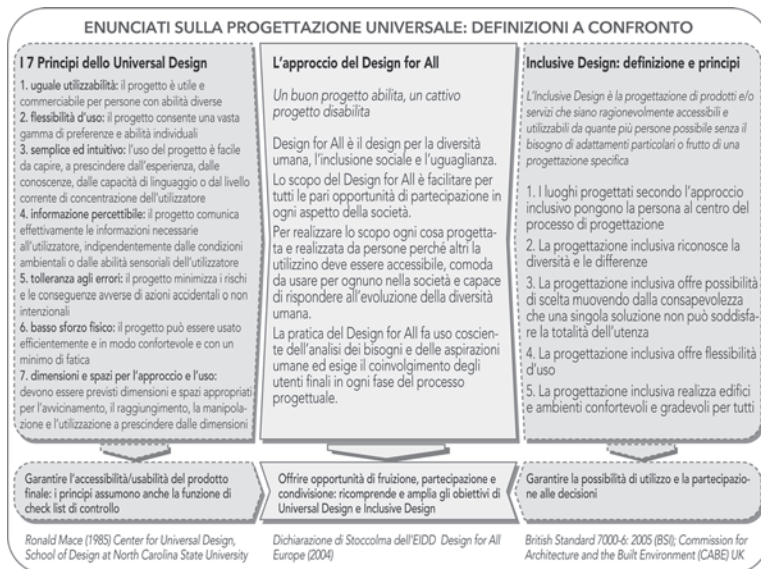 ENUNCIATI SULLA PROGETTAZIONE UNIVERSALE: DEFINIZIONI A CONFRONTO
I 7 Principi dello Universal Design
1. uguale utilizzabilità: il progetto è utile e
commerciabile per persone con abilità diverse
2. flessibilità d'uso: il progetto consente una vasta
gamma di preferenze e abilità individuali
3. semplice ed intuitivo: l'uso del progetto è facile
da capire, a prescindere dall'esperienza, dalle
conoscenze, dalle capacità di linguaggio o dal livello
corrente di concentrazione dell'utilizzatore
4. informazione percettibile: il progetto comunica
effettivamente le informazioni necessarie
all'utilizzatore, indipendentemente dalle condizioni
ambientali o dalle abilità sensoriali dell'utilizzatore
5. tolleranza agli errori: il progetto minimizza i rischi
e le conseguenze avverse di azioni accidentali o non
intenzionali
6. basso sforzo fisico: il progetto può essere usato
efficientemente e in modo confortevole e con un
minimo di fatica
7. dimensioni e spazi per l'approccio e l'uso:
devono essere previsti dimensioni e spazi appropriati
per l'avvicinamento, il raggiungimento, la manipola-
zione e l'utilizzazione a prescindere dalle dimensioni
Garantire l'accessibilità/usabilità del prodotto
finale: i principi assumono anche la funzione di
check list di controllo
Ronald Mace (1985) Center for Universal Design,
School of Design at North Carolina State University
L'approccio del Design for All
Un buon progetto abilita, un cattivo
progetto disabilita
Design for All è il design per la diversità
umana, l'inclusione sociale e l'uguaglianza.
Lo scopo del Design for All è facilitare per
tutti le pari opportunità di partecipazione in
ogni aspetto della società.
Per realizzare lo scopo ogni cosa progetta-
ta e realizzata da persone perché altri la
utilizzino deve essere accessibile, comoda
da usare per ognuno nella società e capace
di rispondere all'evoluzione della diversità
umana.
La pratica del Design for All fa uso coscien-
te dell'analisi dei bisogni e delle aspirazioni
umane ed esige il coinvolgimento degli
utenti finali in ogni fase del processo
progettuale.
Offrire opportunità di fruizione, partecipazione e
condivisione: ricomprende e amplia gli obiettivi di
Universal Design e Inclusive Design
Dichiarazione di Stoccolma dell'EIDD Design for All
Europe (2004)
Inclusive Design: definizione e principi
L'Inclusive Design è la progettazione di prodotti e/o
servizi che siano ragionevolmente accessibili e
utilizzabili da quante più persone possibile senza il
bisogno di adattamenti particolari o frutto di una
progettazione specifica
1. I luoghi progettati secondo l'approccio
inclusivo pongono la persona al centro del
processo di progettazione
2. La progettazione inclusiva riconosce la
diversità e le differenze
3. La progettazione inclusiva offre possibilità
di scelta muovendo dalla consapevolezza
che una singola soluzione non può soddisfa-
re la totalità dell'utenza
4. La progettazione inclusiva offre flessibilità
d'uso
5. La progettazione inclusiva realizza edifici
e ambienti confortevoli e gradevoli per tutti
Garantire la possibilità di utilizzo e la partecipazio-
ne alle decisioni
British Standard 7000-6: 2005 (BSI); Commission for
Architecture and the Built Environment (CABE) UK